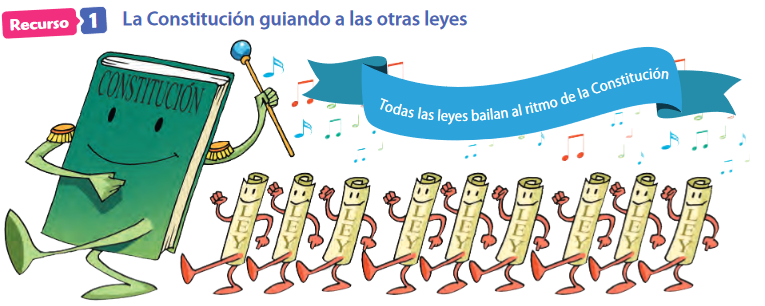 Recurso 1 La Constitución guiando a las otras leyes
CONSTITUCIÓN
Todas las leyes bailan al ritmo de la Constitución
LEY LEY LEY LEY LEY LEY LEY LEY LEY